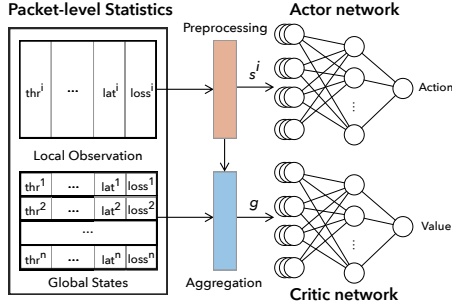 Packet-level Statistics
Preprocessing
Actor network
thr^i ... lat^i loss^i
s^i
Action
Local Observation
thr^1 ... lat^1 loss^1
thr^2 ... lat^2 loss^2
...
thr^n ... lat^n loss^n
Global States
g
Aggregation
Value
Critic network